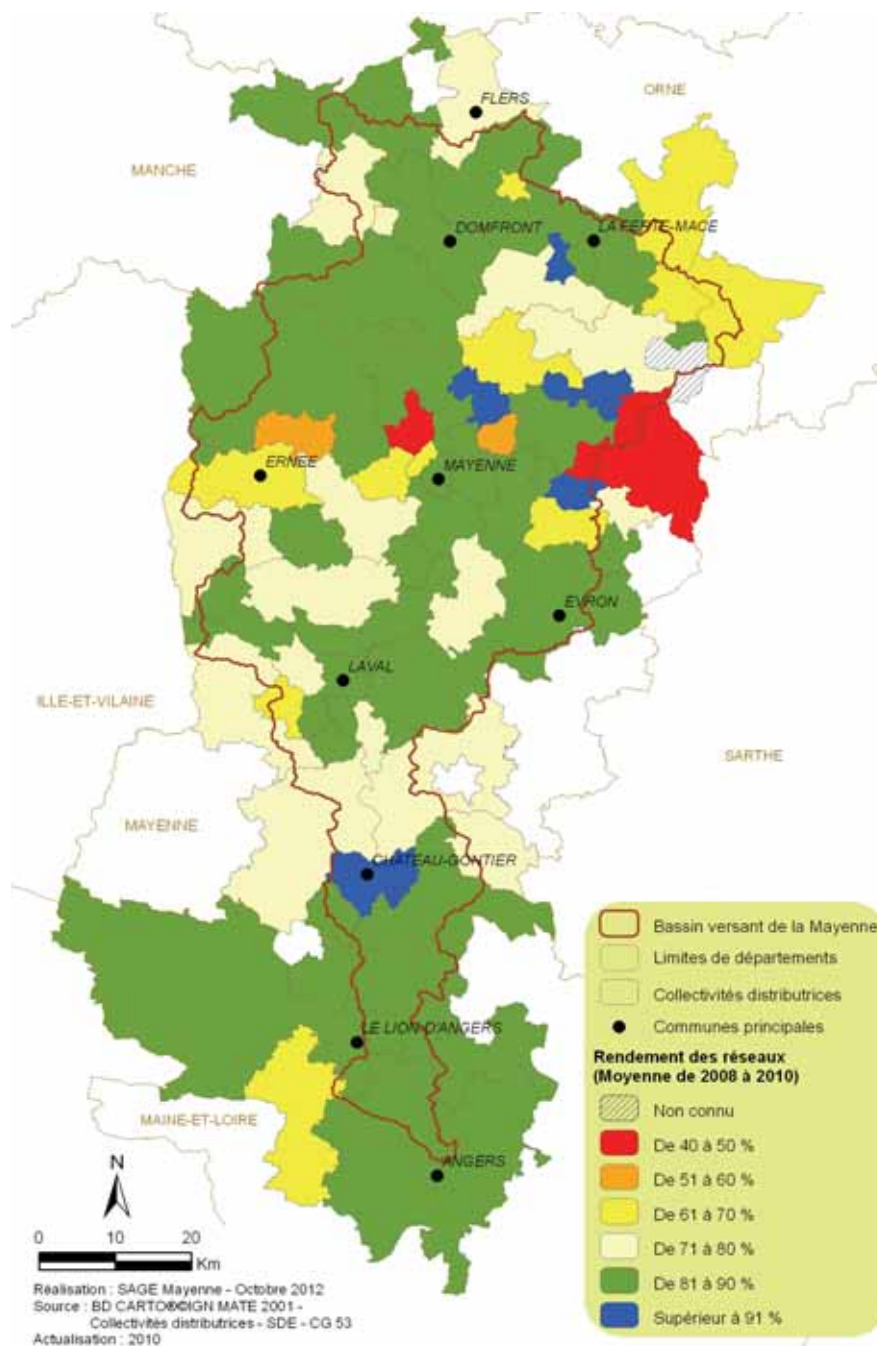 FLERS
ORNE
MANCHE
DOMFRONT
LA FERTE-MACE
ERNEE
MAYENNE
EVRON
LAVAL
ILLE-ET-VILAINE
SARTHE
MAYENNE
CHATEAU-GONTIER
LE LION-D'ANGERS
MAINE-ET-LOIRE
ANGERS
N
0 10 20
Km
Réalisation : SAGE Mayenne - Octobre 2012
Source : BD CARTO®©IGN MATE 2001 -
Collectivités distributrices - SDE - CG 53
Actualisation : 2010
Bassin versant de la Mayenne
Limites de départements
Collectivités distributrices
Communes principales
Rendement des réseaux
(Moyenne de 2008 à 2010)
Non connu
De 40 à 50 %
De 51 à 60 %
De 61 à 70 %
De 71 à 80 %
De 81 à 90 %
Supérieur à 91 %